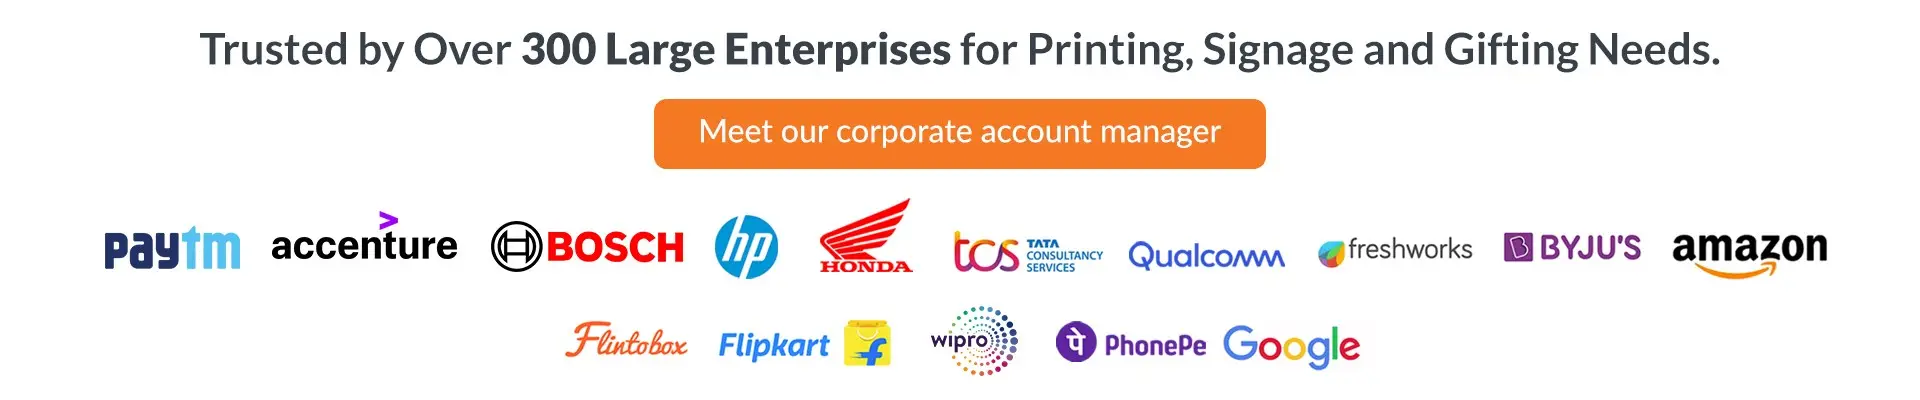 Trusted by Over 300 Large Enterprises for Printing, Signage and Gifting Needs.
Meet our corporate account manager
paytm accenture BOSCH hp HONDA tcs TATA CONSULTANCY SERVICES Qualcomm freshworks B BYJU'S amazon
Flintobox Flipkart f wipro पे PhonePe Google